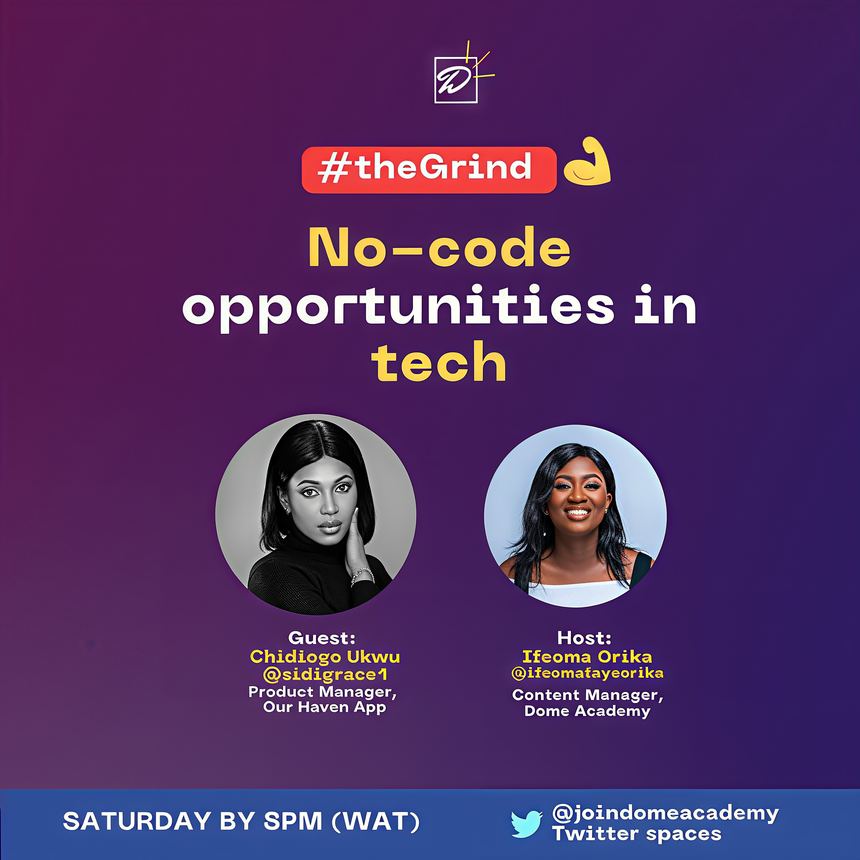 #theGrind
No-code
opportunities in
tech
Guest:
Chidiogo Ukwu
@sidigrace1
Product Manager,
Our Haven App
Host:
Ifeoma Orika
@ifeomafayeorika
Content Manager,
Dome Academy
SATURDAY BY SPM (WAT)
@joindomeacademy
Twitter spaces